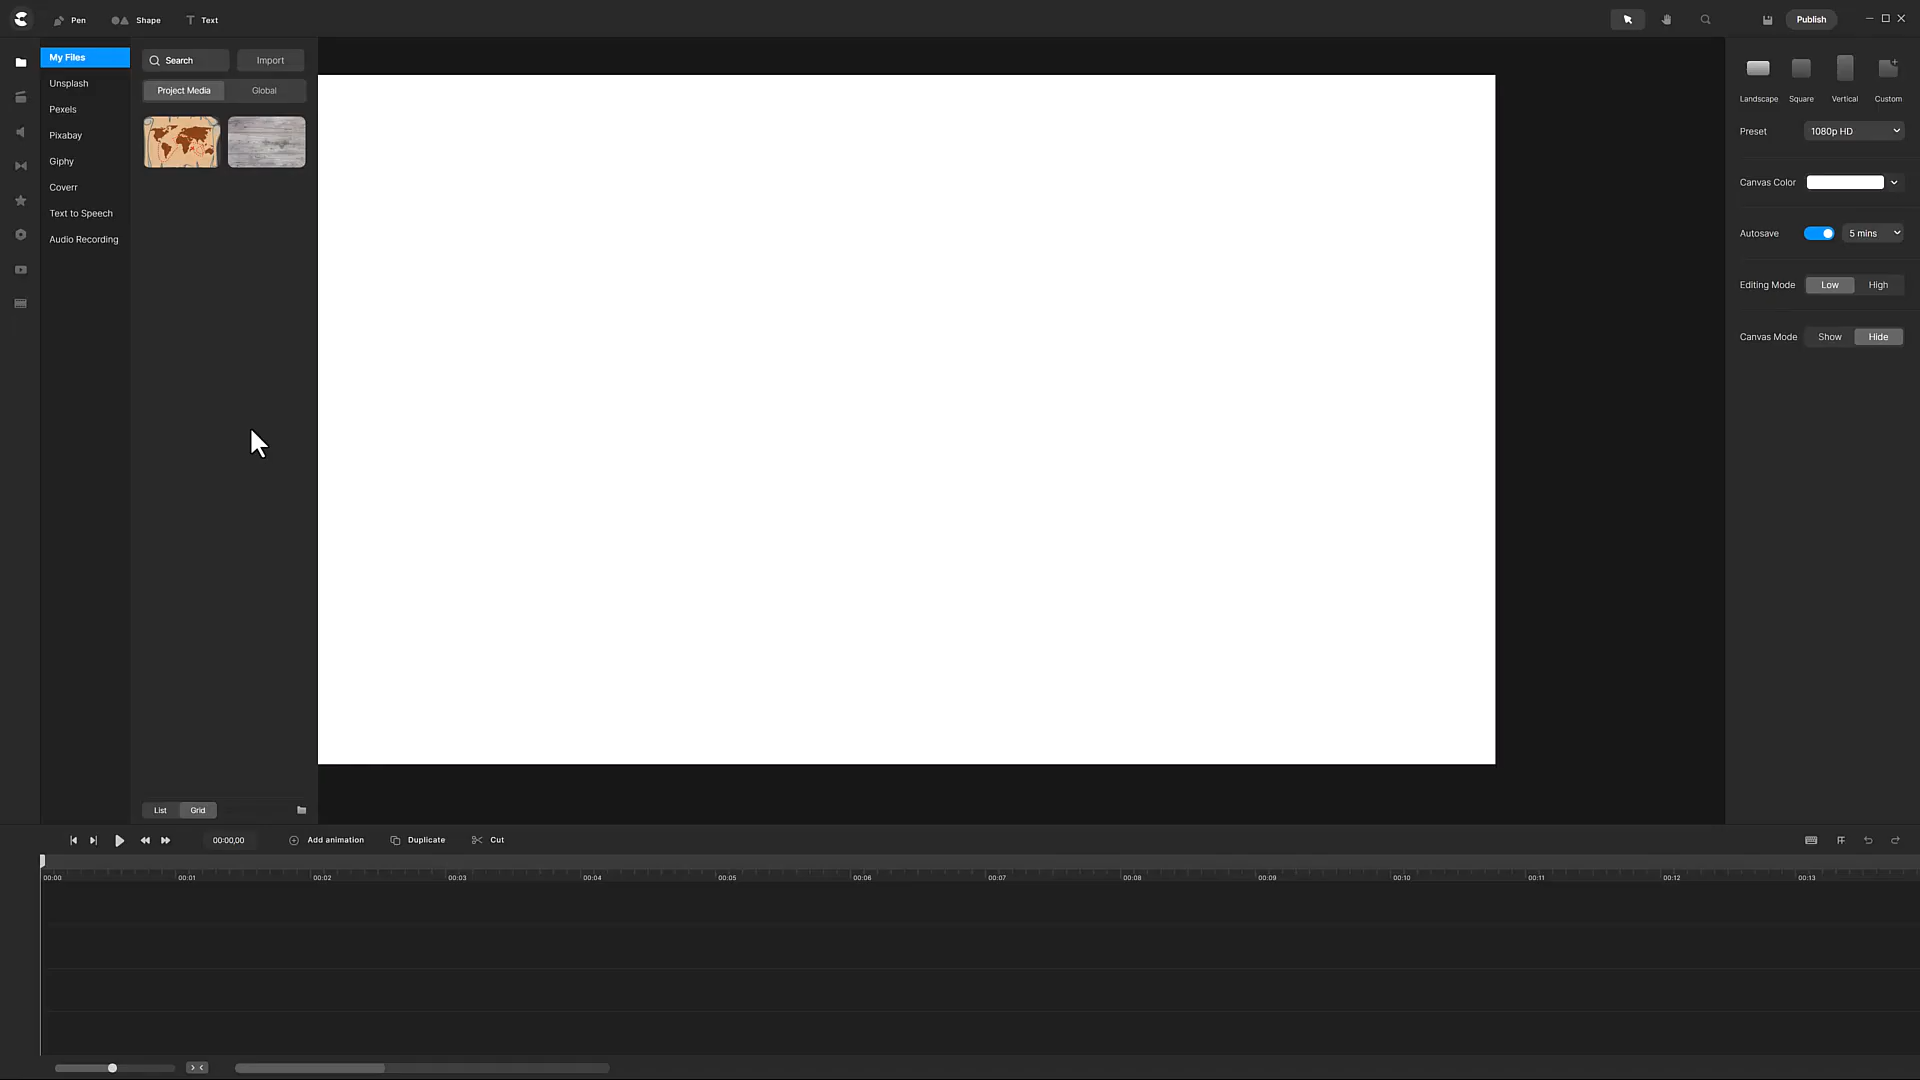 Pen
Shape
Text
Publish
My Files
Unsplash
Pexels
Pixabay
Giphy
Coverr
Text to Speech
Audio Recording
Search
Import
Project Media
Global
List
Grid
Landscape
Square
Vertical
Custom
Preset
1080p HD
Canvas Color
Autosave
5 mins
Editing Mode
Low
High
Canvas Mode
Show
Hide
00:00,00
Add animation
Duplicate
Cut
00:00
00:01
00:02
00:03
00:04
00:05
00:06
00:07
00:08
00:09
00:10
00:11
00:12
00:13